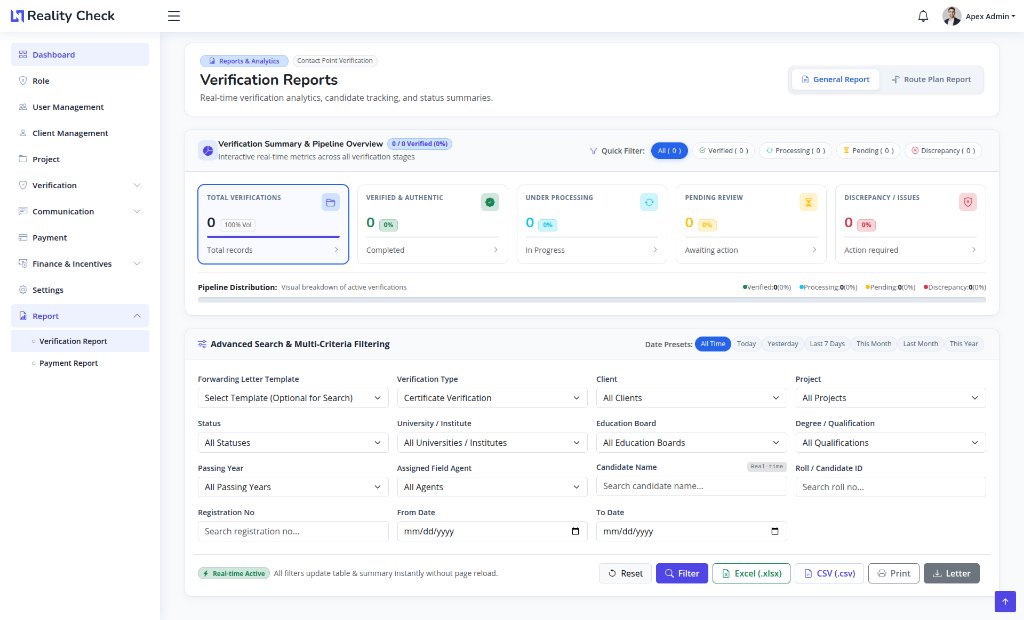 Reality Check
Apex Admin
Dashboard
Role
User Management
Client Management
Project
Verification
Communication
Payment
Finance & Incentives
Settings
Report
Verification Report
Payment Report
Reports & Analytics
Contact Point Verification
Verification Reports
Real-time verification analytics, candidate tracking, and status summaries.
General Report
Route Plan Report
Verification Summary & Pipeline Overview
0 / 0 Verified (0%)
Interactive real-time metrics across all verification stages
Quick Filter:
All ( 0 )
Verified ( 0 )
Processing ( 0 )
Pending ( 0 )
Discrepancy ( 0 )
TOTAL VERIFICATIONS
0 100% Vol
Total records
VERIFIED & AUTHENTIC
0 0%
Completed
UNDER PROCESSING
0 0%
In Progress
PENDING REVIEW
0 0%
Awaiting action
DISCREPANCY / ISSUES
0 0%
Action required
Pipeline Distribution: Visual breakdown of active verifications
Verified:0(0%) Processing:0(0%) Pending:0(0%) Discrepancy:0(0%)
Advanced Search & Multi-Criteria Filtering
Date Presets: All Time Today Yesterday Last 7 Days This Month Last Month This Year
Forwarding Letter Template
Select Template (Optional for Search)
Verification Type
Certificate Verification
Client
All Clients
Project
All Projects
Status
All Statuses
University / Institute
All Universities / Institutes
Education Board
All Education Boards
Degree / Qualification
All Qualifications
Passing Year
All Passing Years
Assigned Field Agent
All Agents
Candidate Name
Real-time
Search candidate name...
Roll / Candidate ID
Search roll no...
Registration No
Search registration no...
From Date
mm/dd/yyyy
To Date
mm/dd/yyyy
Real-time Active
All filters update table & summary instantly without page reload.
Reset
Filter
Excel (.xlsx)
CSV (.csv)
Print
Letter